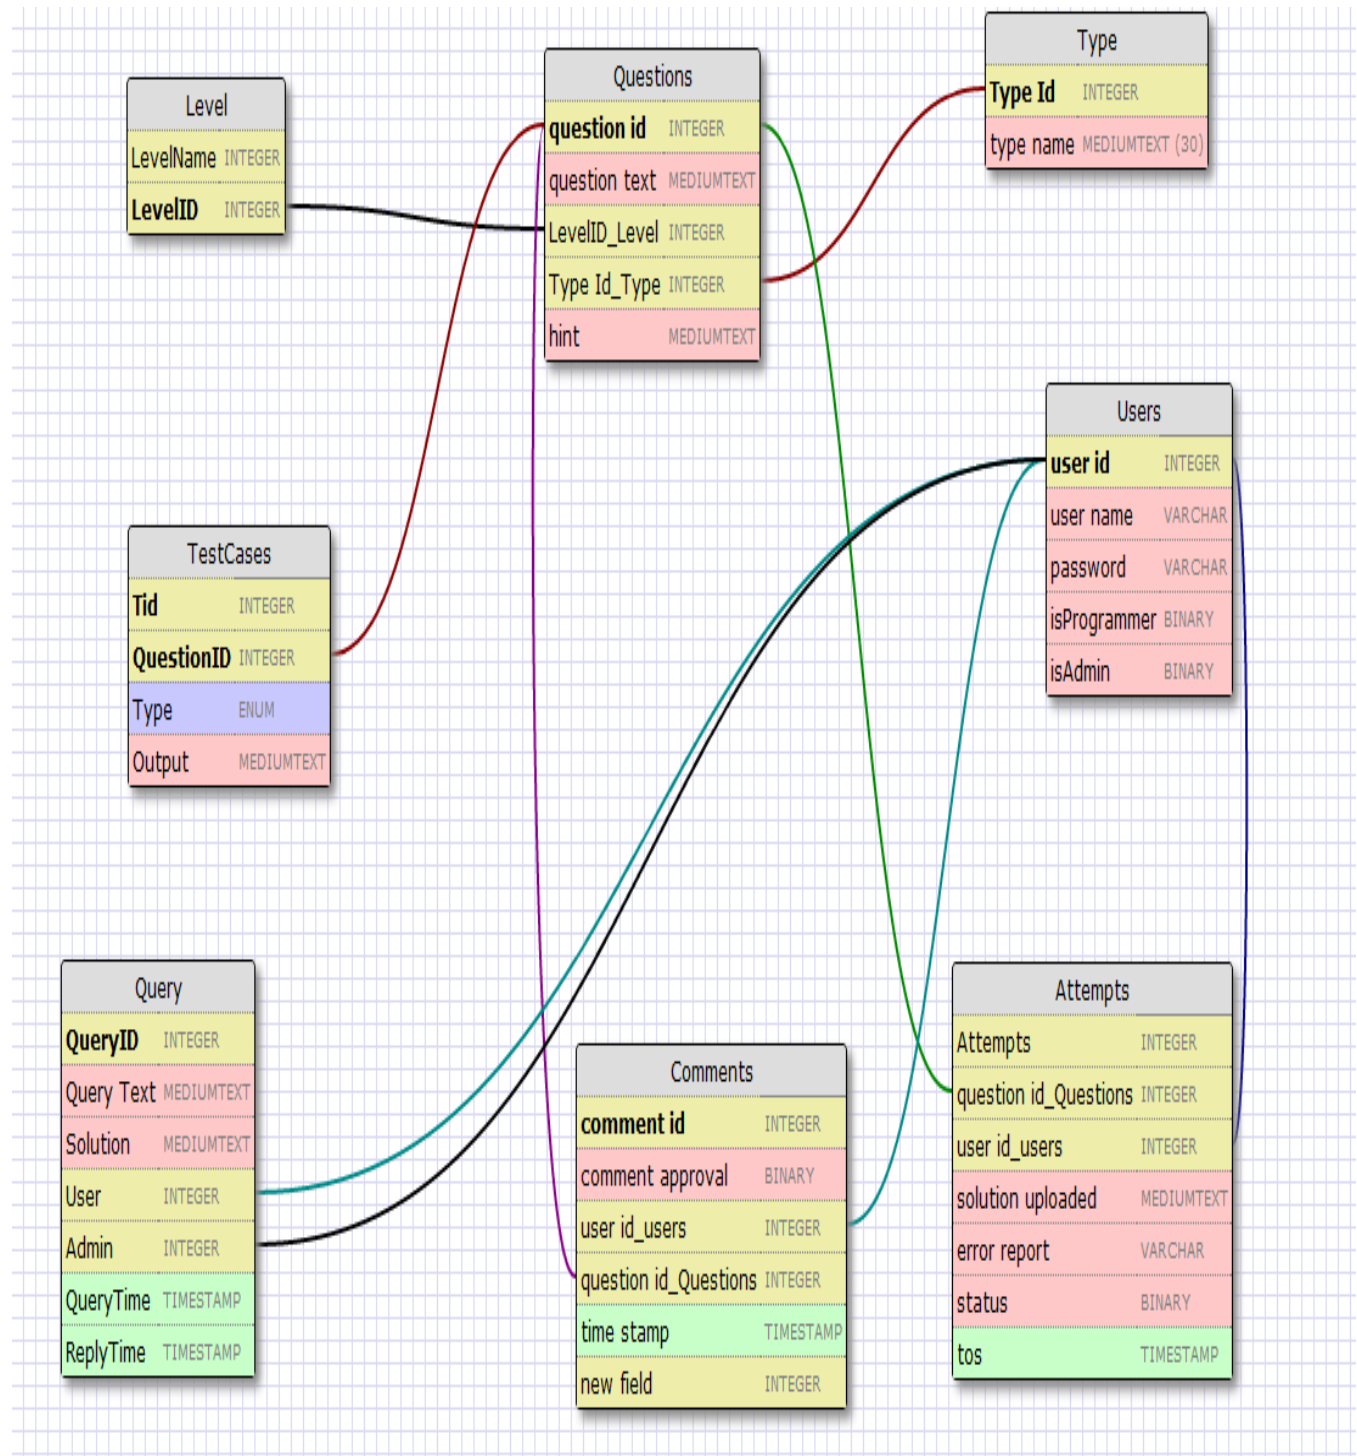 Level
LevelName INTEGER
LevelID INTEGER
Questions
question id INTEGER
question text MEDIUMTEXT
LevelID_Level INTEGER
Type Id_Type INTEGER
hint MEDIUMTEXT
Type
Type Id INTEGER
type name MEDIUMTEXT (30)
Users
user id INTEGER
user name VARCHAR
password VARCHAR
isProgrammer BINARY
isAdmin BINARY
TestCases
Tid INTEGER
QuestionID INTEGER
Type ENUM
Output MEDIUMTEXT
Query
QueryID INTEGER
Query Text MEDIUMTEXT
Solution MEDIUMTEXT
User INTEGER
Admin INTEGER
QueryTime TIMESTAMP
ReplyTime TIMESTAMP
Comments
comment id INTEGER
comment approval BINARY
user id_users INTEGER
question id_Questions INTEGER
time stamp TIMESTAMP
new field INTEGER
Attempts
Attempts INTEGER
question id_Questions INTEGER
user id_users INTEGER
solution uploaded MEDIUMTEXT
error report VARCHAR
status BINARY
tos TIMESTAMP